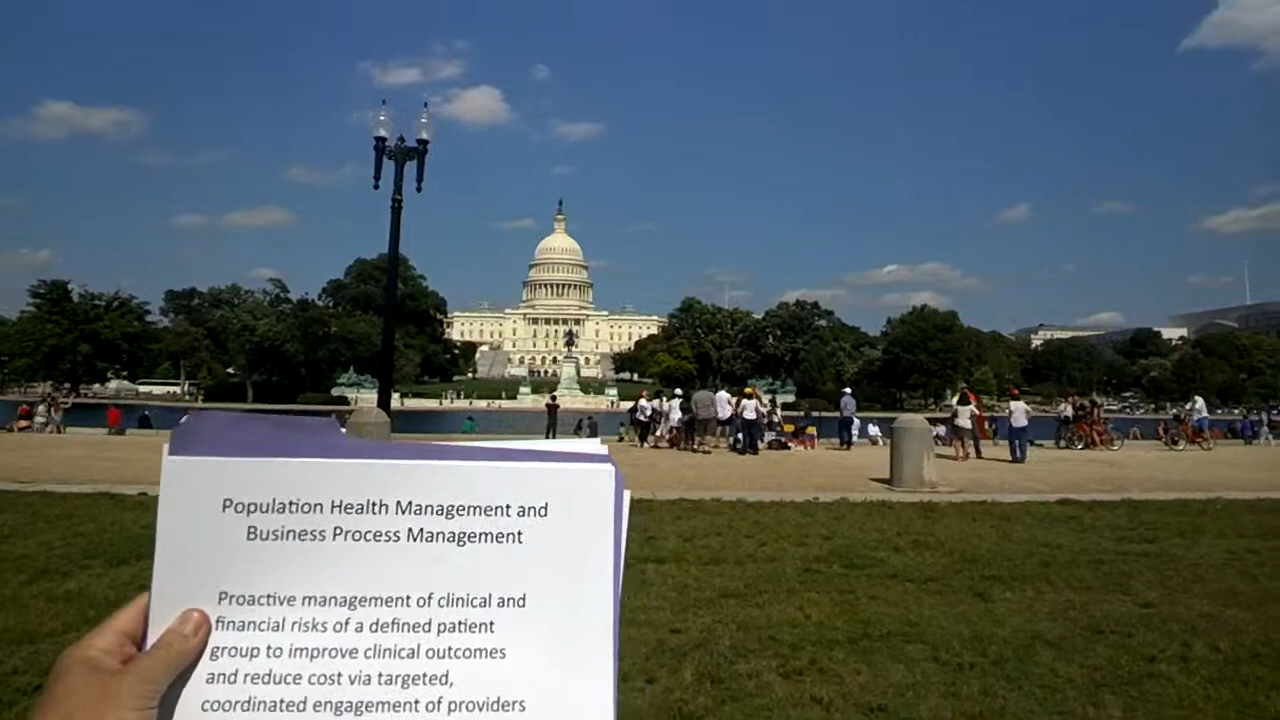 Population Health Management and
Business Process Management
Proactive management of clinical and
financial risks of a defined patient
group to improve clinical outcomes
and reduce cost via targeted,
coordinated engagement of providers